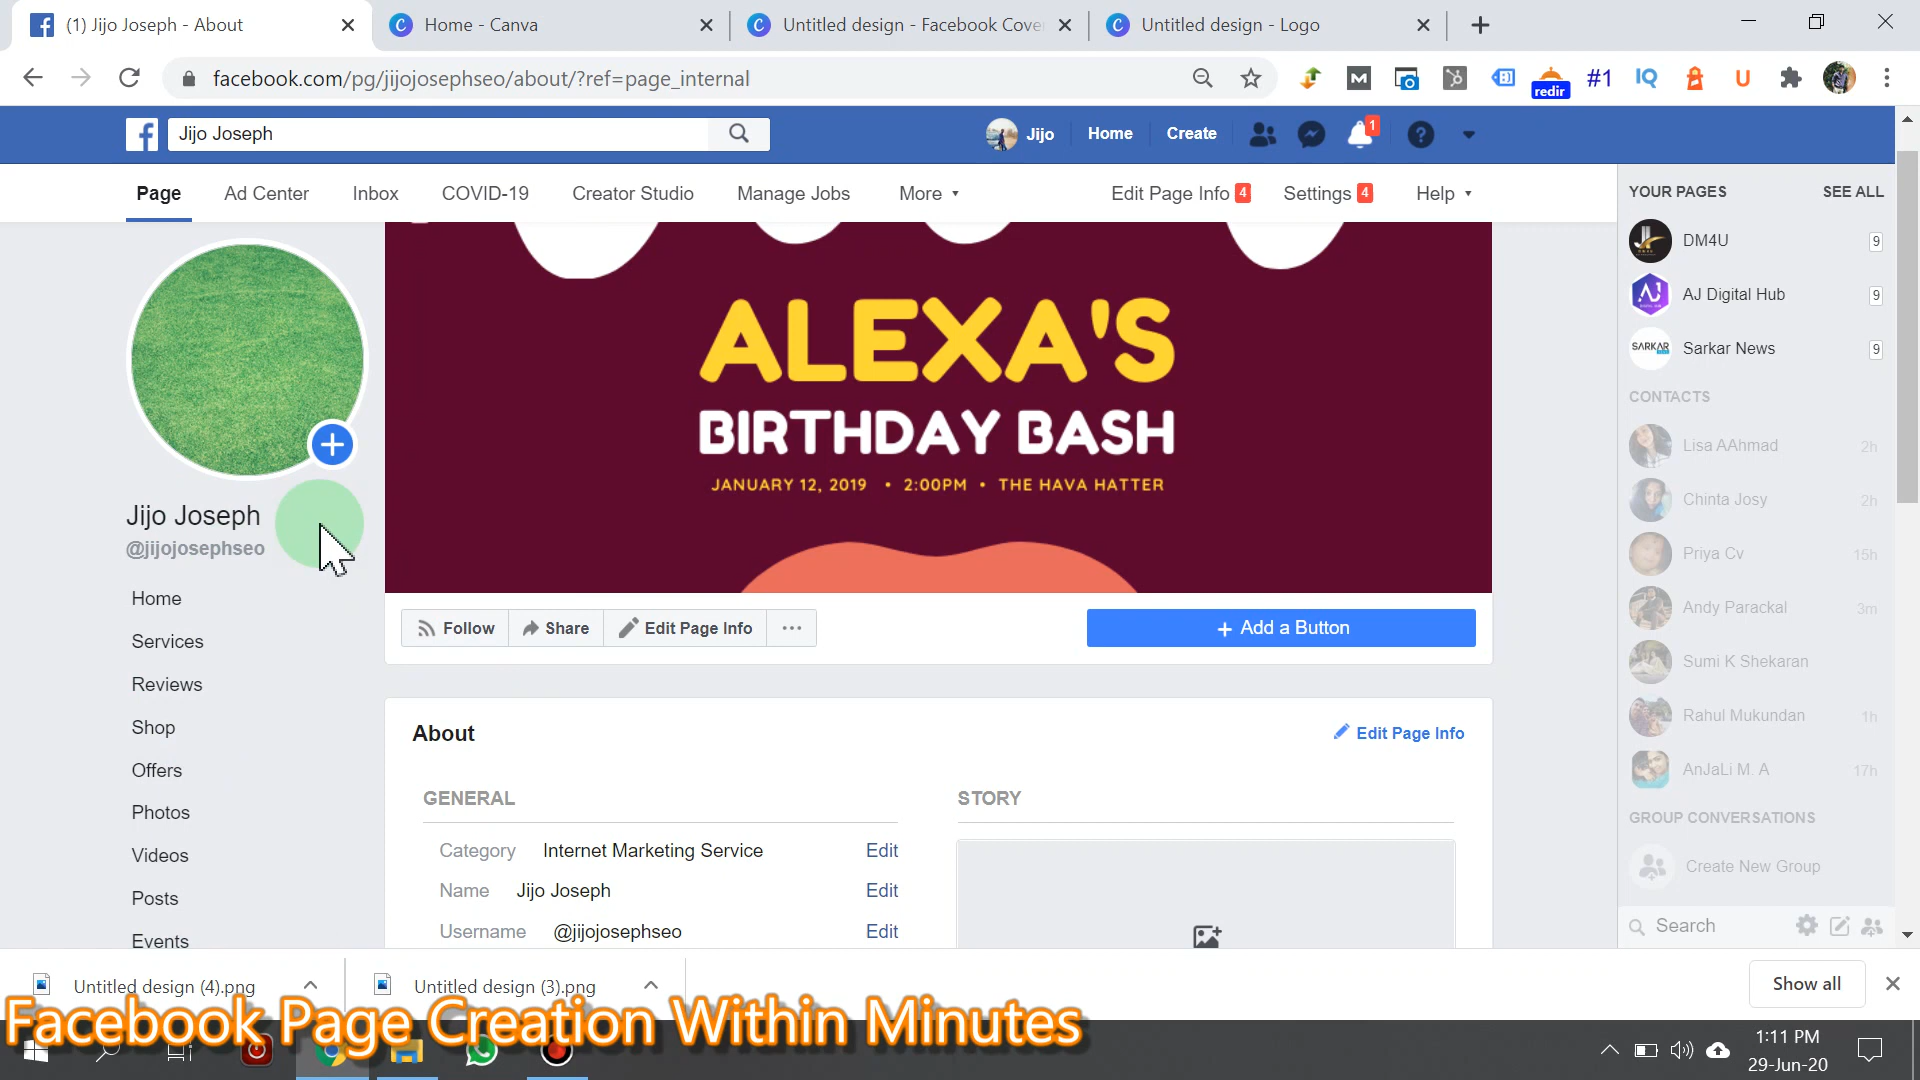 (1) Jijo Joseph - About
Home - Canva
Untitled design - Facebook Cove
Untitled design - Logo
facebook.com/pg/jijojosephseo/about/?ref=page_internal
#1
IQ
redir
Jijo Joseph
Jijo
Home
Create
1
Page
Ad Center
Inbox
COVID-19
Creator Studio
Manage Jobs
More
Edit Page Info 4
Settings 4
Help
YOUR PAGES
SEE ALL
DM4U
9
AJ Digital Hub
9
SARKAR
Sarkar News
9
CONTACTS
Lisa AAhmad
2h
Chinta Josy
2h
Priya Cv
15h
Andy Parackal
3m
Sumi K Shekaran
Rahul Mukundan
1h
AnJaLi M. A
17h
GROUP CONVERSATIONS
Create New Group
Search
ALEXA'S
BIRTHDAY BASH
JANUARY 12, 2019 • 2:00PM • THE HAVA HATTER
Jijo Joseph
@jijojosephseo
Home
Services
Reviews
Shop
Offers
Photos
Videos
Posts
Events
Follow
Share
Edit Page Info
Add a Button
About
Edit Page Info
GENERAL
Category Internet Marketing Service Edit
Name Jijo Joseph Edit
Username @jijojosephseo Edit
STORY
Untitled design (4).png
Untitled design (3).png
Show all
Facebook Page Creation Within Minutes
1:11 PM
29-Jun-20